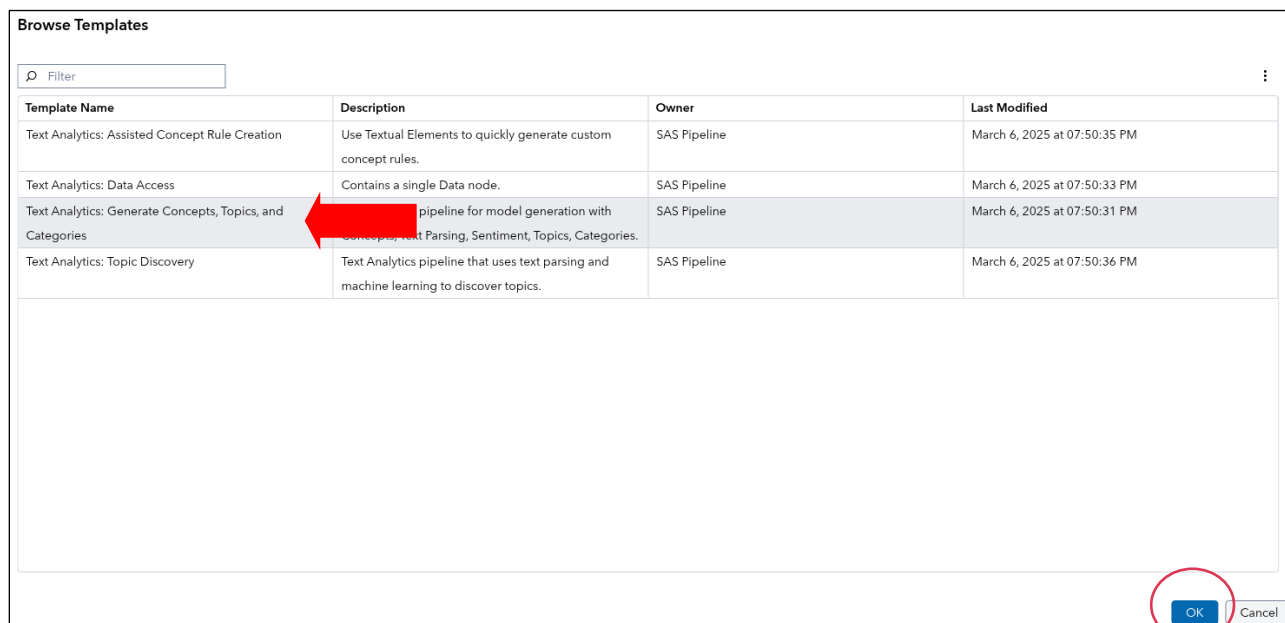 Browse Templates
Filter
Template Name Description Owner Last Modified
Text Analytics: Assisted Concept Rule Creation Use Textual Elements to quickly generate custom SAS Pipeline March 6, 2025 at 07:50:35 PM
concept rules.
Text Analytics: Data Access Contains a single Data node. SAS Pipeline March 6, 2025 at 07:50:33 PM
Text Analytics: Generate Concepts, Topics, and pipeline for model generation with SAS Pipeline March 6, 2025 at 07:50:31 PM
Categories Concepts, Text Parsing, Sentiment, Topics, Categories.
Text Analytics: Topic Discovery Text Analytics pipeline that uses text parsing and SAS Pipeline March 6, 2025 at 07:50:36 PM
machine learning to discover topics.
OK Cancel